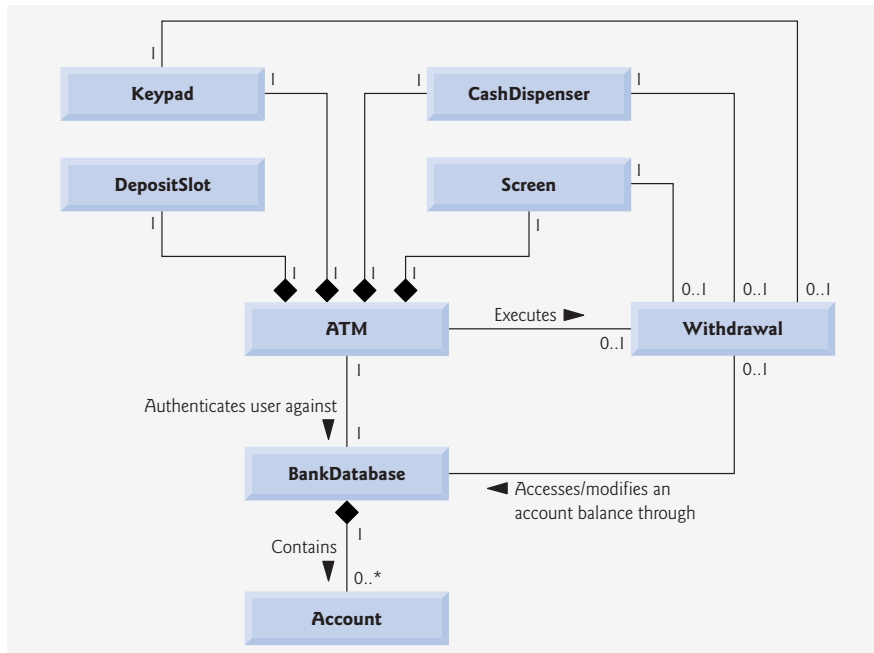 1
Keypad
1
1
CashDispenser
1
DepositSlot
Screen
1
1
1
1
1
1
1
0..1
0..1
0..1
ATM
Executes
Withdrawal
0..1
1
0..1
Authenticates user against
1
BankDatabase
Accesses/modifies an
account balance through
1
Contains
0..*
Account